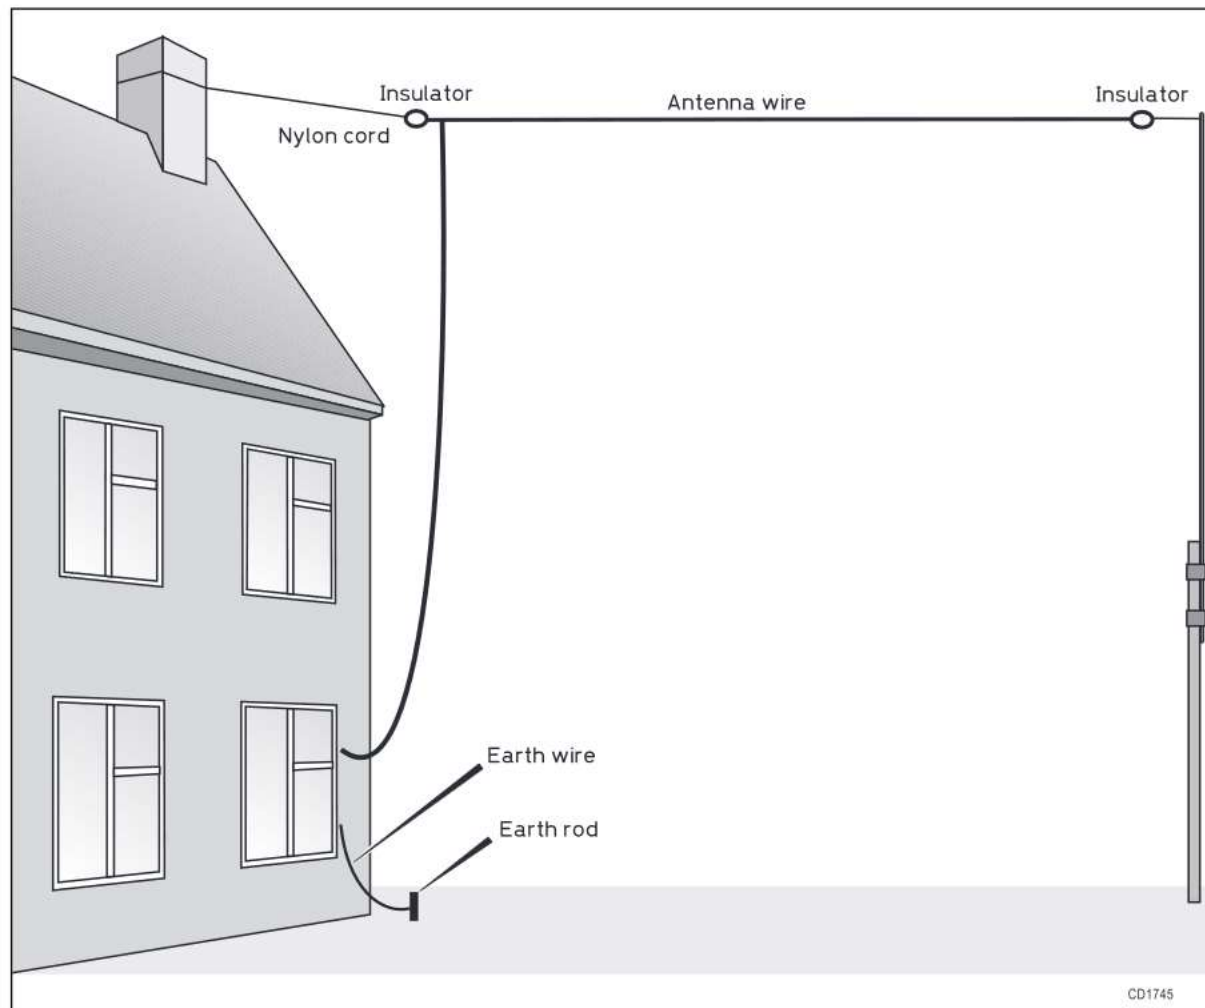 Insulator
Antenna wire
Insulator
Nylon cord
Earth wire
Earth rod
CD1745